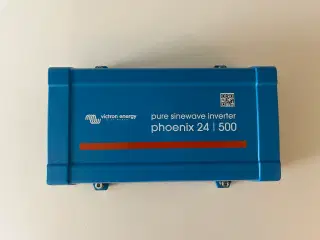 victron energy
pure sinewave inverter
phoenix 24 | 500